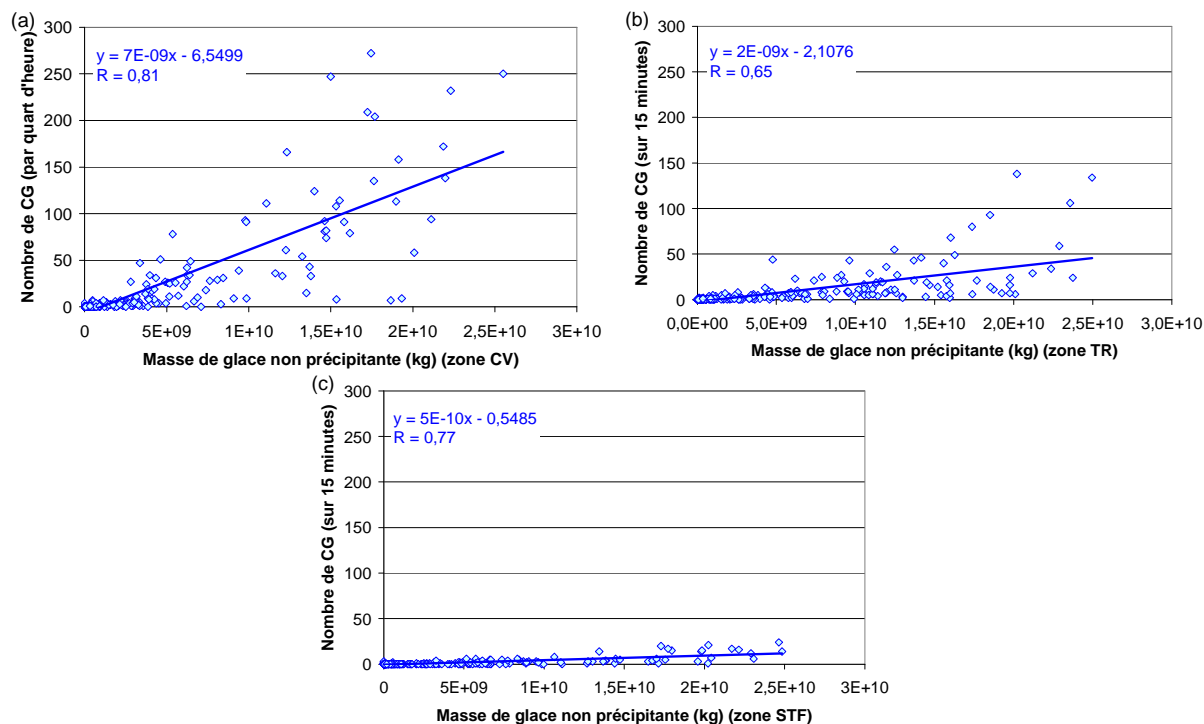 (a)
300
250
200
150
100
50
0
Nombre de CG (par quart d'heure)
y = 7E-09x - 6,5499
R = 0,81
0 5E+09 1E+10 1,5E+10 2E+10 2,5E+10 3E+10
Masse de glace non précipitante (kg) (zone CV)
(b)
300
250
200
150
100
50
0
Nombre de CG (sur 15 minutes)
y = 2E-09x - 2,1076
R = 0,65
0,0E+00 5,0E+09 1,0E+10 1,5E+10 2,0E+10 2,5E+10 3,0E+10
Masse de glace non précipitante (kg) (zone TR)
(c)
300
250
200
150
100
50
0
Nombre de CG (sur 15 minutes)
y = 5E-10x - 0,5485
R = 0,77
0 5E+09 1E+10 1,5E+10 2E+10 2,5E+10 3E+10
Masse de glace non précipitante (kg) (zone STF)